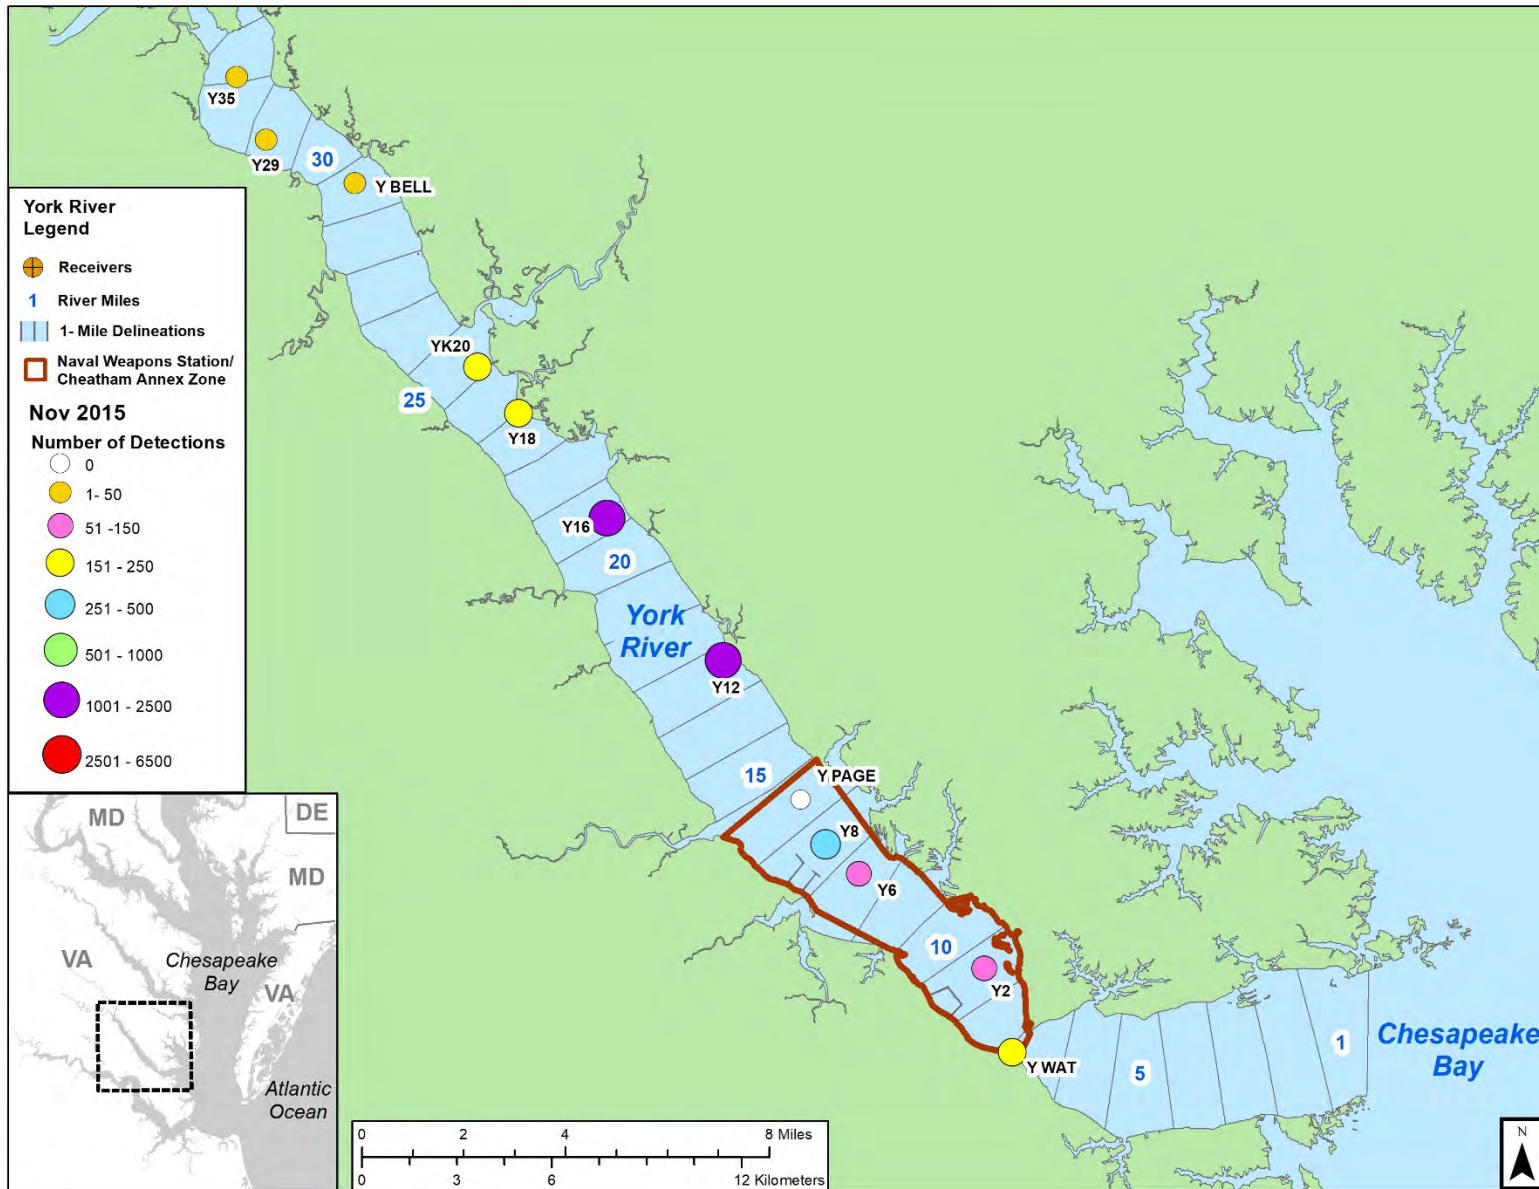 Y35
Y29
30
Y BELL
York River
Legend
Receivers
1 River Miles
1- Mile Delineations
Naval Weapons Station/
Cheatham Annex Zone
Nov 2015
Number of Detections
0
1- 50
51 -150
151 - 250
251 - 500
501 - 1000
1001 - 2500
2501 - 6500
YK20
25
Y18
Y16
20
York
River
Y12
15
Y PAGE
Y8
Y6
10
Y2
Y WAT
5
1
Chesapeake
Bay
MD
DE
MD
VA
Chesapeake
Bay
VA
Atlantic
Ocean
0 2 4 8 Miles
0 3 6 12 Kilometers
N